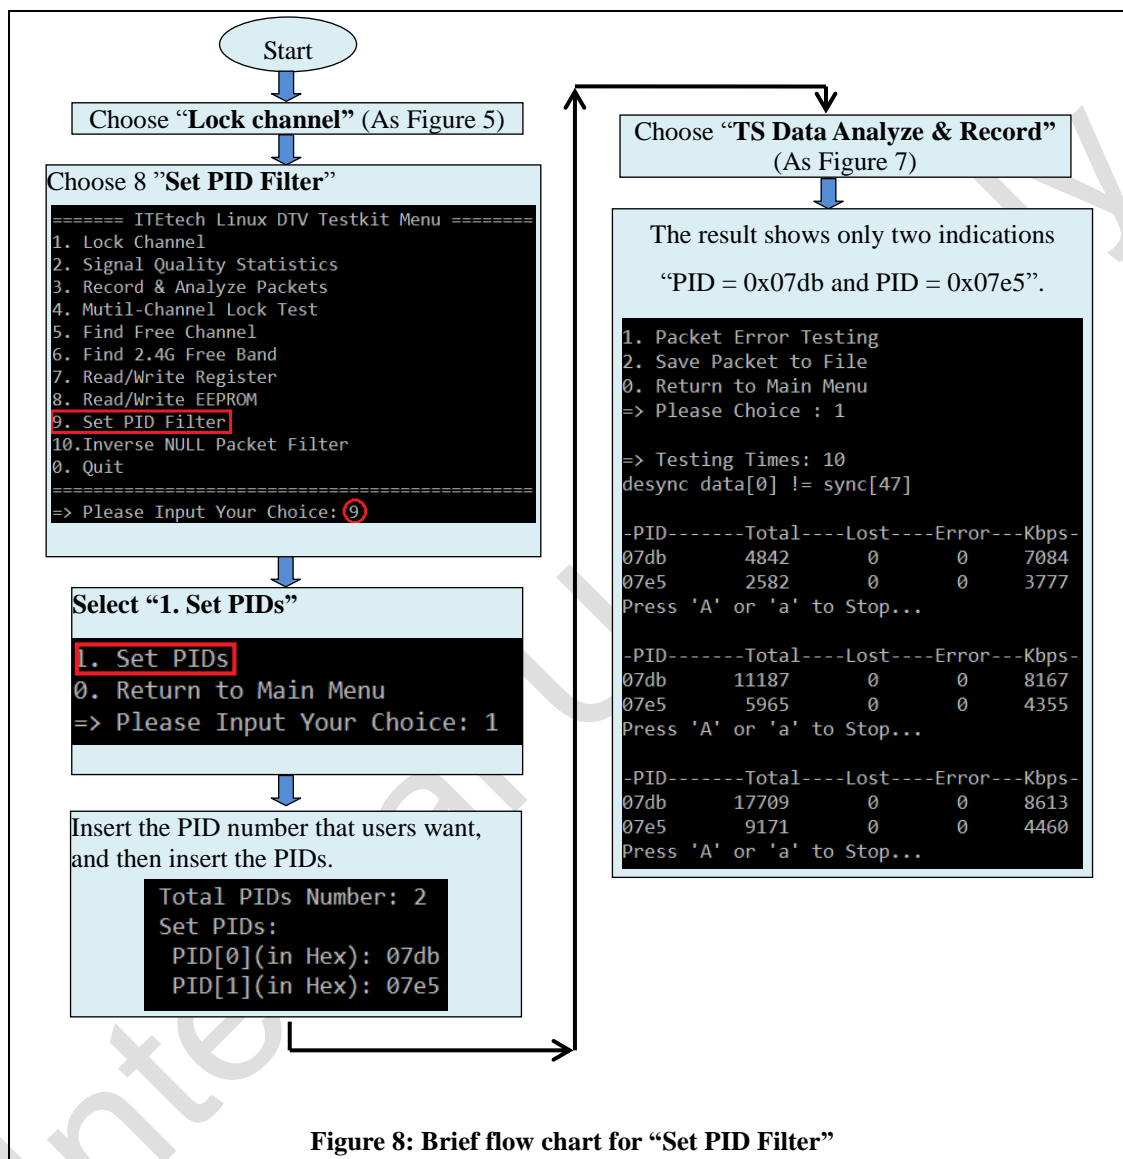 Start
Choose “Lock channel” (As Figure 5)
Choose 8 ”Set PID Filter”
======= ITEtech Linux DTV Testkit Menu ========
1. Lock Channel
2. Signal Quality Statistics
3. Record & Analyze Packets
4. Mutil-Channel Lock Test
5. Find Free Channel
6. Find 2.4G Free Band
7. Read/Write Register
8. Read/Write EEPROM
9. Set PID Filter
10.Inverse NULL Packet Filter
0. Quit
===============================================
=> Please Input Your Choice: 9
Select “1. Set PIDs”
1. Set PIDs
0. Return to Main Menu
=> Please Input Your Choice: 1
Insert the PID number that users want,
and then insert the PIDs.
Total PIDs Number: 2
Set PIDs:
PID[0](in Hex): 07db
PID[1](in Hex): 07e5
Choose “TS Data Analyze & Record”
(As Figure 7)
The result shows only two indications
“PID = 0x07db and PID = 0x07e5”.
1. Packet Error Testing
2. Save Packet to File
0. Return to Main Menu
=> Please Choice : 1
=> Testing Times: 10
desync data[0] != sync[47]
-PID-------Total----Lost----Error---Kbps-
07db 4842 0 0 7084
07e5 2582 0 0 3777
Press 'A' or 'a' to Stop...
-PID-------Total----Lost----Error---Kbps-
07db 11187 0 0 8167
07e5 5965 0 0 4355
Press 'A' or 'a' to Stop...
-PID-------Total----Lost----Error---Kbps-
07db 17709 0 0 8613
07e5 9171 0 0 4460
Press 'A' or 'a' to Stop...
Figure 8: Brief flow chart for “Set PID Filter”